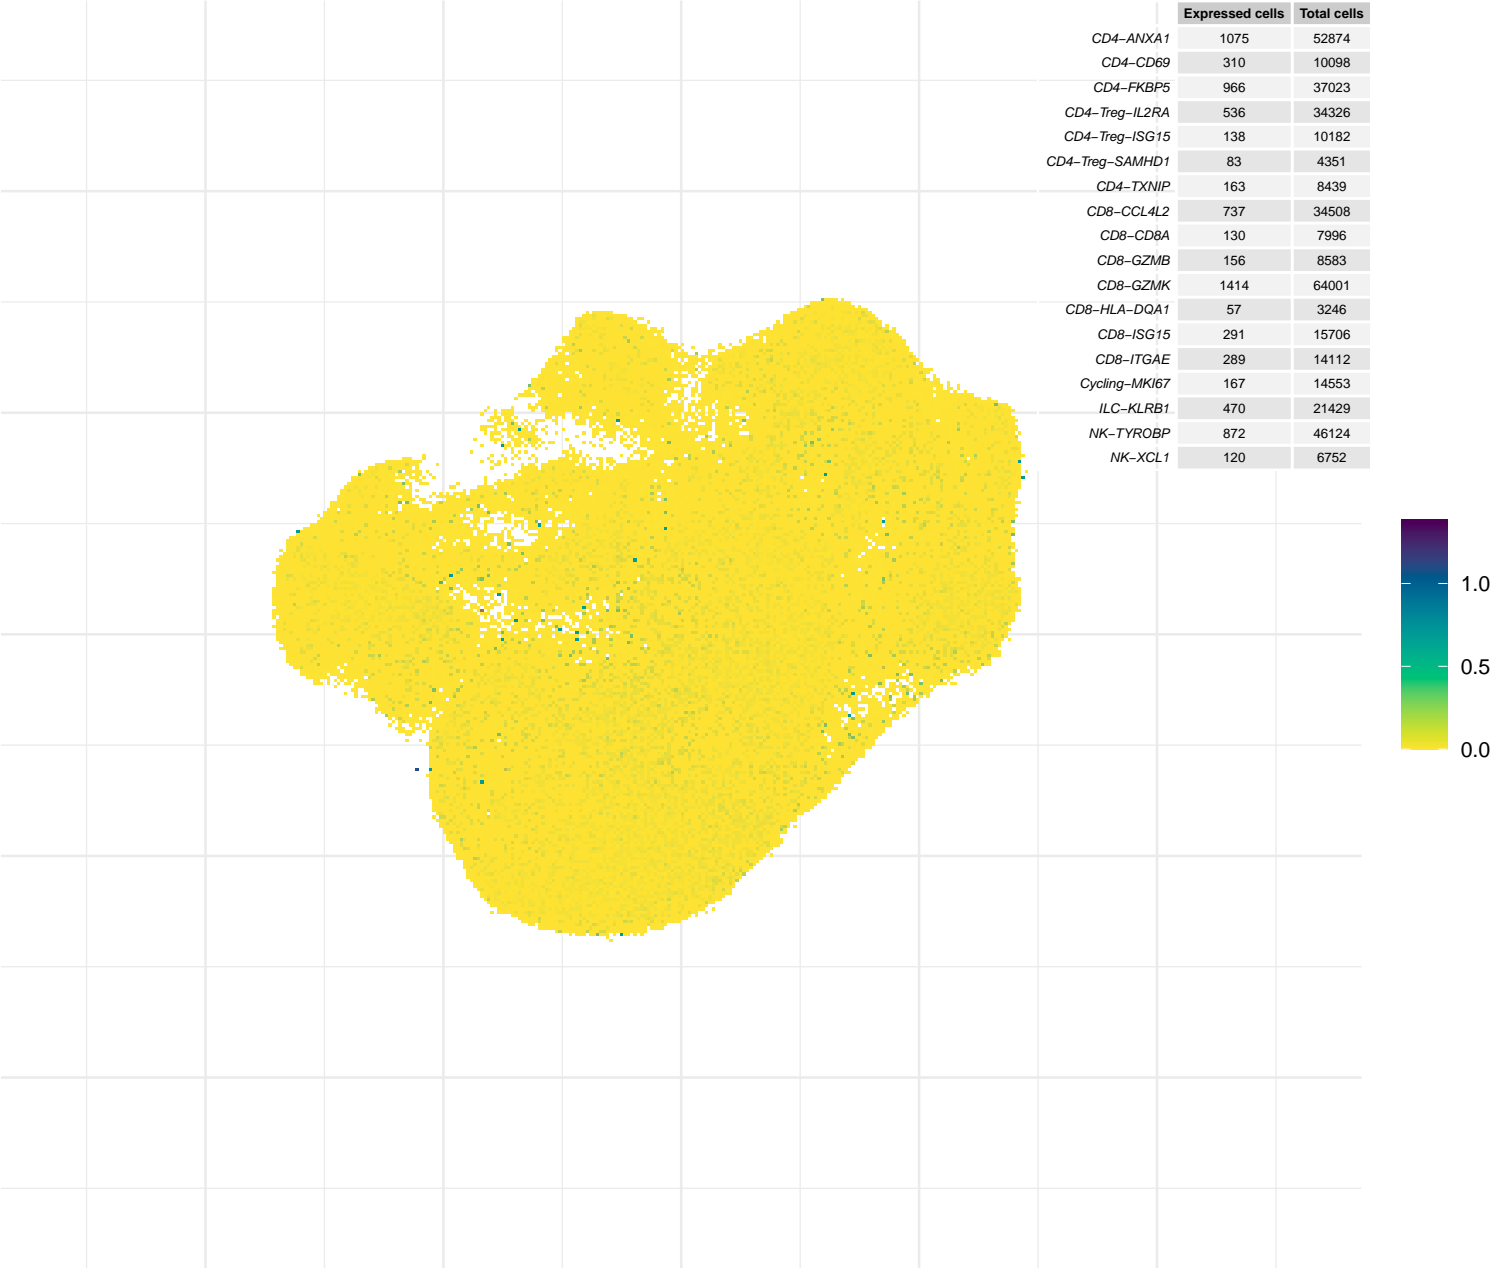 Expressed cells Total cells
CD4−ANXA1 1075 52874
CD4−CD69 310 10098
CD4−FKBP5 966 37023
CD4−Treg−IL2RA 536 34326
CD4−Treg−ISG15 138 10182
CD4−Treg−SAMHD1 83 4351
CD4−TXNIP 163 8439
CD8−CCL4L2 737 34508
CD8−CD8A 130 7996
CD8−GZMB 156 8583
CD8−GZMK 1414 64001
CD8−HLA−DQA1 57 3246
CD8−ISG15 291 15706
CD8−ITGAE 289 14112
Cycling−MKI67 167 14553
ILC−KLRB1 470 21429
NK−TYROBP 872 46124
NK−XCL1 120 6752
1.0
0.5
0.0